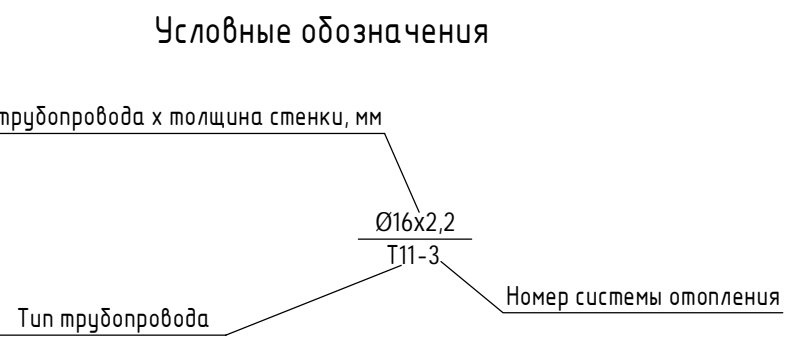 Условные обозначения
трубопровода х толщина стенки, мм
Ø16х2,2
Т11-3
Номер системы отопления
Тип трубопровода